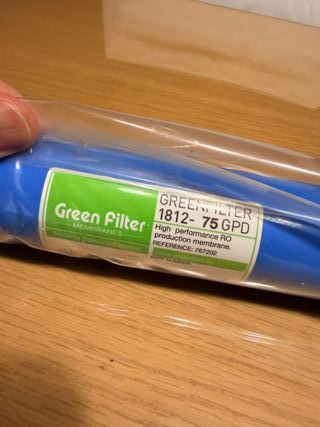 Green Filter
MEMBRANES
GREENFILTER
1812- 75 GPD
High performance RO
production membrane.
REFERENCE: 767202